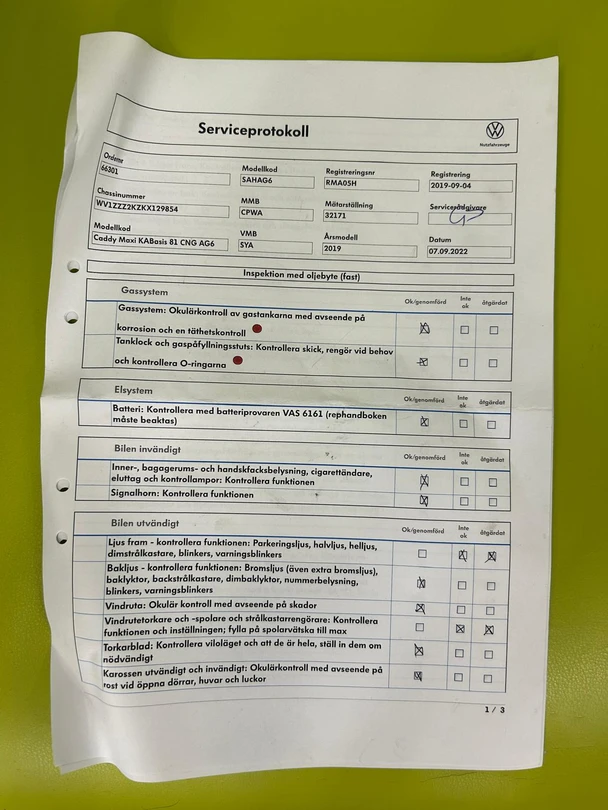 Serviceprotokoll
Nutzfahrzeuge
Ordernr
66301
Modellkod
SAHAG6
Registreringsnr
RMA05H
Registrering
2019-09-04
Chassinummer
WV1ZZZ2KZKX129854
MMB
CPWA
Mätarställning
32171
Servicerådgivare
Modellkod
Caddy Maxi KABasis 81 CNG AG6
VMB
SYA
Årsmodell
2019
Datum
07.09.2022
Inspektion med oljebyte (fast)
Gassystem
Ok/genomförd
Inte
ok
åtgärdat
Gassystem: Okulärkontroll av gastankarna med avseende på
korrosion och en täthetskontroll
Tanklock och gaspåfyllningsstuts: Kontrollera skick, rengör vid behov
och kontrollera O-ringarna
Elsystem
Ok/genomförd
Inte
ok
åtgärdat
Batteri: Kontrollera med batteriprovaren VAS 6161 (rephandboken
måste beaktas)
Bilen invändigt
Ok/genomförd
Inte
ok
åtgärdat
Inner-, bagagerums- och handskfacksbelysning, cigarettändare,
eluttag och kontrollampor: Kontrollera funktionen
Signalhorn: Kontrollera funktionen
Bilen utvändigt
Ok/genomförd
Inte
ok
åtgärdat
Ljus fram - kontrollera funktionen: Parkeringsljus, halvljus, helljus,
dimstrålkastare, blinkers, varningsblinkers
Bakljus - kontrollera funktionen: Bromsljus (även extra bromsljus),
baklyktor, backstrålkastare, dimbaklyktor, nummerbelysning,
blinkers, varningsblinkers
Vindruta: Okulär kontroll med avseende på skador
Vindrutetorkare och -spolare och strålkastarrengörare: Kontrollera
funktionen och inställningen; fylla på spolarvätska till max
Torkarblad: Kontrollera viloläget och att de är hela, ställ in dem om
nödvändigt
Karossen utvändigt och invändigt: Okulärkontroll med avseende på
rost vid öppna dörrar, huvar och luckor
1 / 3